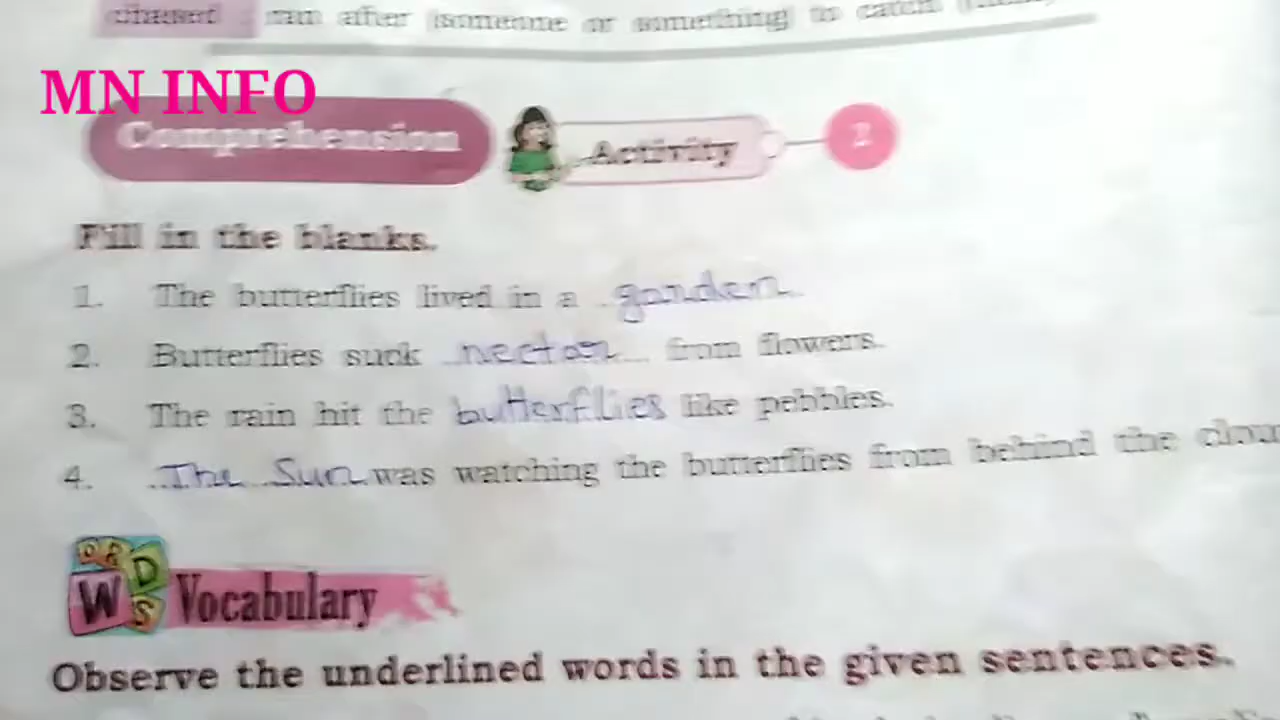 chased : ran after (someone or something) to catch
MN INFO
Comprehension Activity 2
Fill in the blanks.
1. The butterflies lived in a garden.
2. Butterflies suck nectar from flowers.
3. The rain hit the butterflies like pebbles.
4. The Sun was watching the butterflies from behind the clou
WORDS Vocabulary
Observe the underlined words in the given sentences.